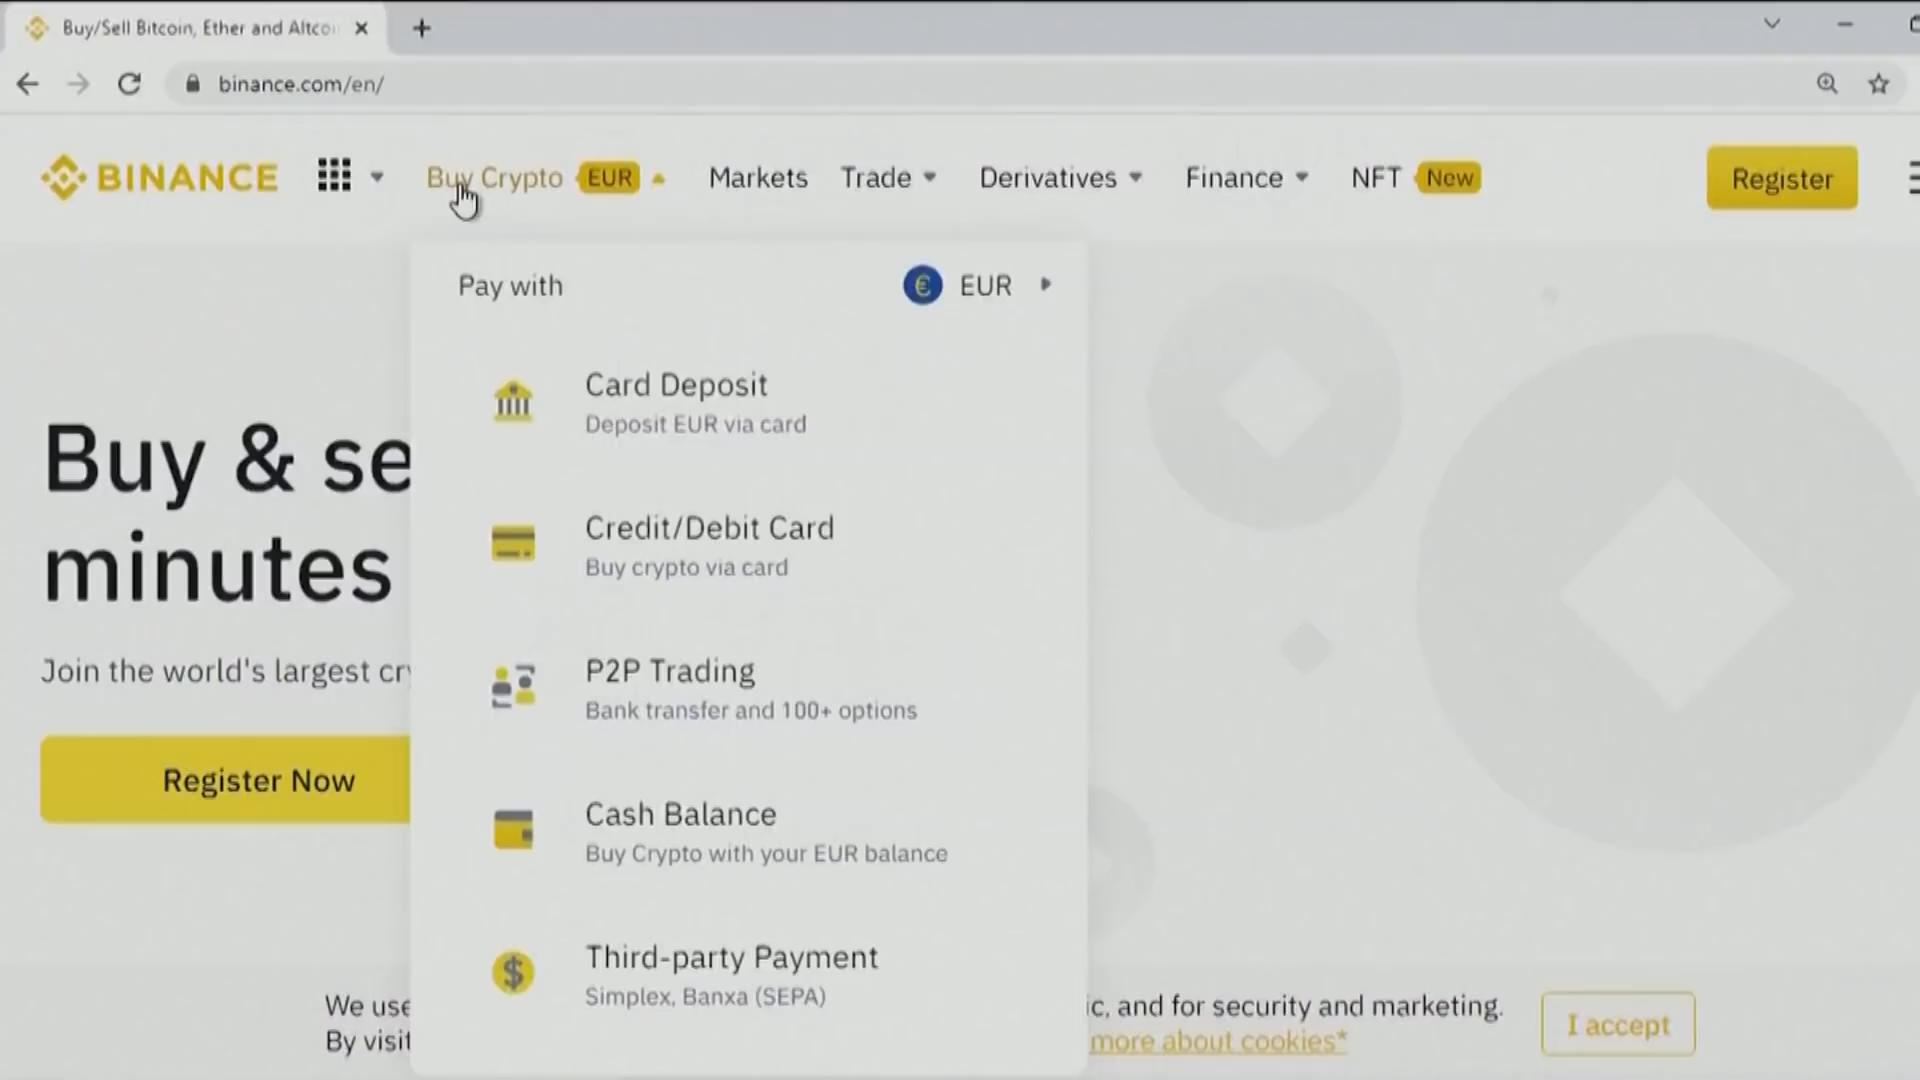 Buy/Sell Bitcoin, Ether and Altcoi
binance.com/en/
BINANCE
Buy Crypto EUR
Markets
Trade
Derivatives
Finance
NFT New
Register
Pay with
EUR
Card Deposit
Deposit EUR via card
Credit/Debit Card
Buy crypto via card
P2P Trading
Bank transfer and 100+ options
Cash Balance
Buy Crypto with your EUR balance
Third-party Payment
Simplex, Banxa (SEPA)
Buy & se
minutes
Join the world's largest cr
Register Now
We use
ic, and for security and marketing.
By visit
more about cookies*
I accept